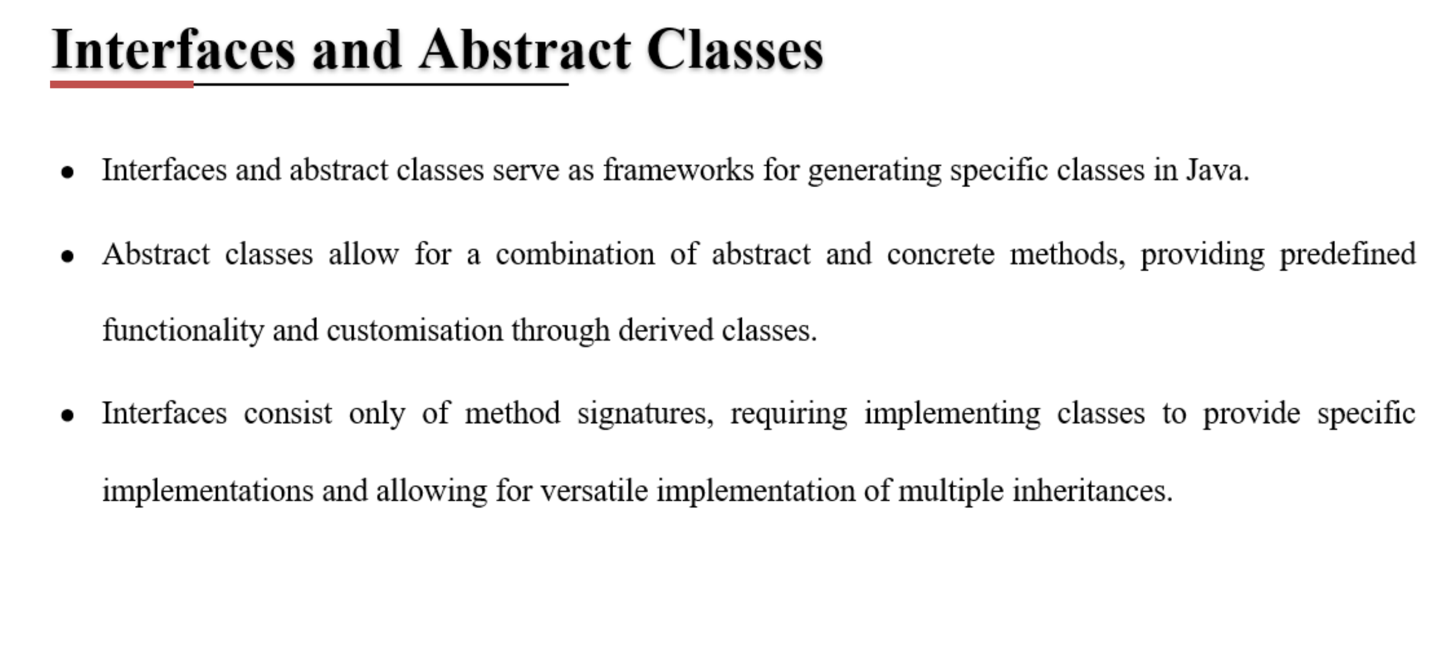 Interfaces and Abstract Classes
● Interfaces and abstract classes serve as frameworks for generating specific classes in Java.
● Abstract classes allow for a combination of abstract and concrete methods, providing predefined
functionality and customisation through derived classes.
● Interfaces consist only of method signatures, requiring implementing classes to provide specific
implementations and allowing for versatile implementation of multiple inheritances.